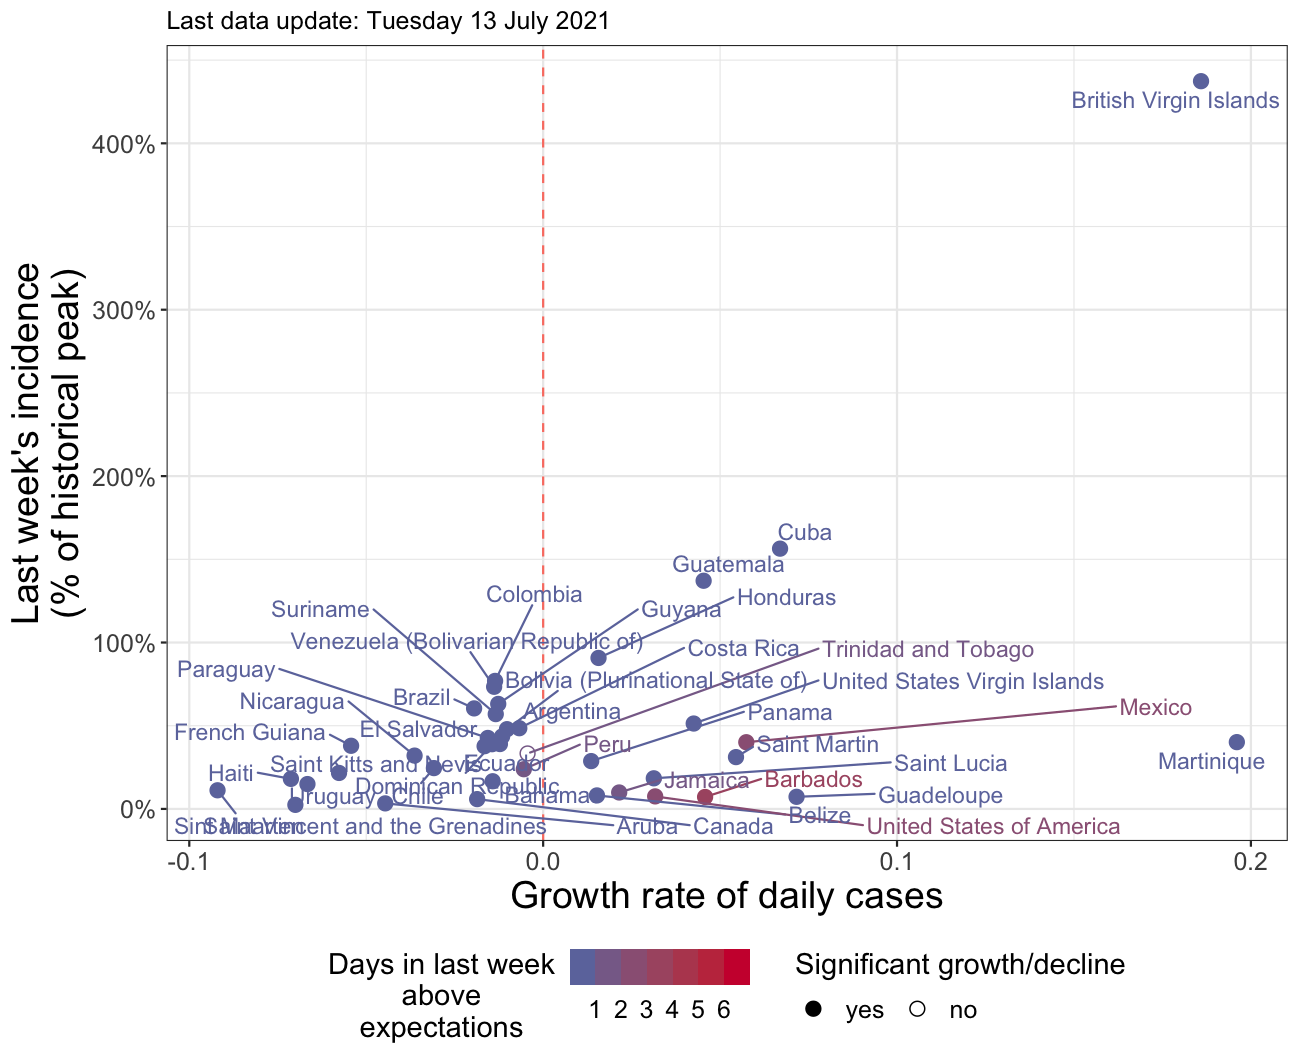 Last data update: Tuesday 13 July 2021
Last week's incidence
(% of historical peak)
400%
300%
200%
100%
0%
British Virgin Islands
Cuba
Guatemala
Colombia
Honduras
Suriname
Guyana
Venezuela (Bolivarian Republic of)
Costa Rica
Trinidad and Tobago
Paraguay
Bolivia (Plurinational State of)
United States Virgin Islands
Brazil
Nicaragua
Mexico
Argentina
Panama
French Guiana
El Salvador
Peru
Saint Martin
Martinique
Saint Kitts and Nevis
Ecuador
Saint Lucia
Haiti
Jamaica
Barbados
Dominican Republic
Uruguay
Chile
Bahamas
Guadeloupe
Belize
Sint Maarten
Saint Vincent and the Grenadines
Aruba
Canada
United States of America
-0.1
0.0
0.1
0.2
Growth rate of daily cases
Days in last week
above
expectations
1 2 3 4 5 6
Significant growth/decline
yes
no